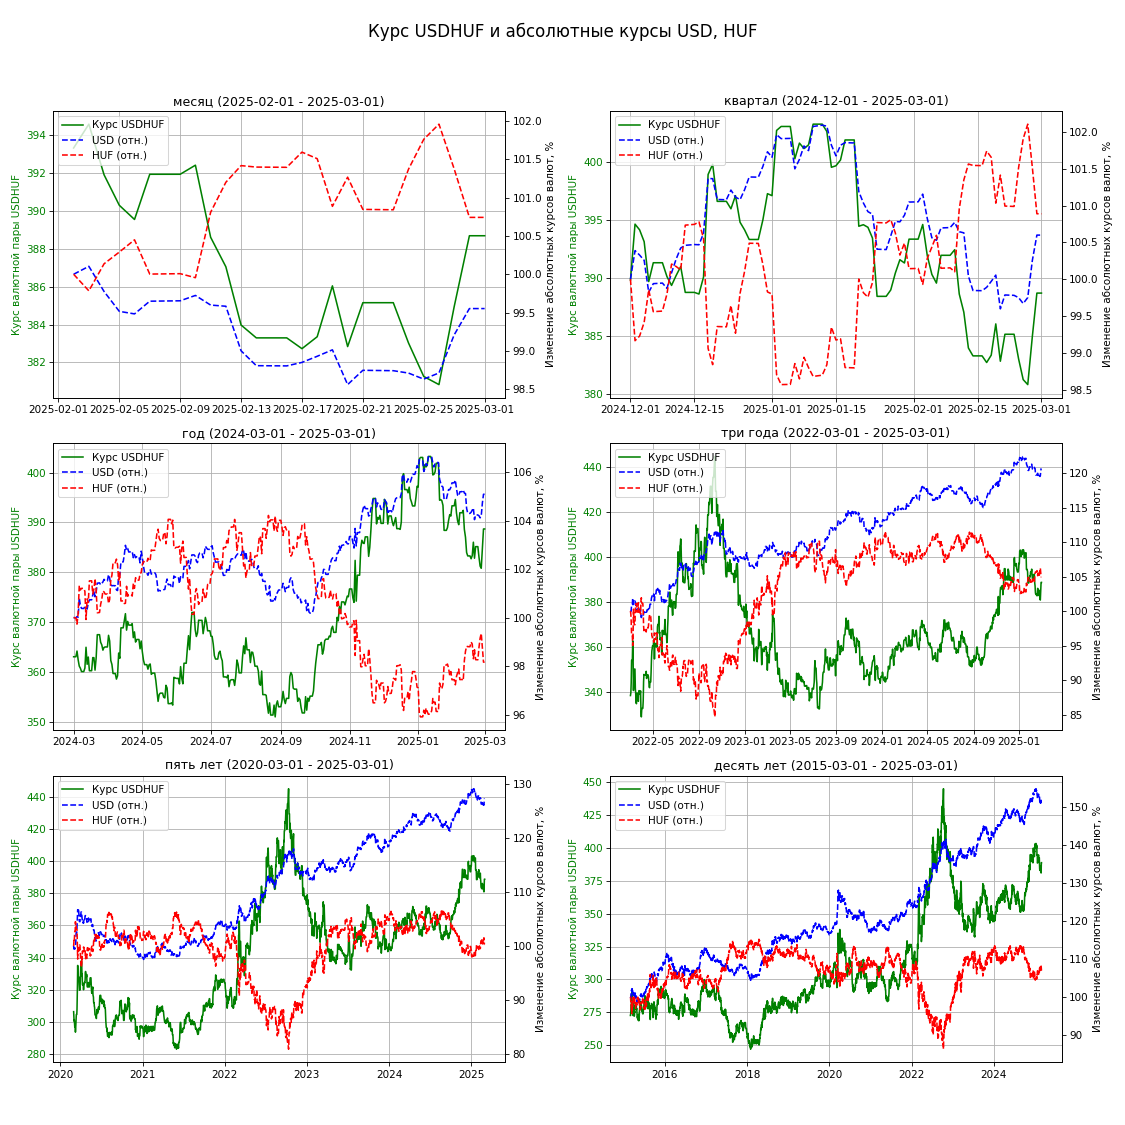 Курс USDHUF и абсолютные курсы USD, HUF
месяц (2025-02-01 - 2025-03-01)
Курс USDHUF
USD (отн.)
HUF (отн.)
Курс валютной пары USDHUF
394
392
390
388
386
384
382
Изменение абсолютных курсов валют, %
102.0
101.5
101.0
100.5
100.0
99.5
99.0
98.5
2025-02-01 2025-02-05 2025-02-09 2025-02-13 2025-02-17 2025-02-21 2025-02-25 2025-03-01
квартал (2024-12-01 - 2025-03-01)
Курс USDHUF
USD (отн.)
HUF (отн.)
Курс валютной пары USDHUF
400
395
390
385
380
Изменение абсолютных курсов валют, %
102.0
101.5
101.0
100.5
100.0
99.5
99.0
98.5
2024-12-01 2024-12-15 2025-01-01 2025-01-15 2025-02-01 2025-02-15 2025-03-01
год (2024-03-01 - 2025-03-01)
Курс USDHUF
USD (отн.)
HUF (отн.)
Курс валютной пары USDHUF
400
390
380
370
360
350
Изменение абсолютных курсов валют, %
106
104
102
100
98
96
2024-03 2024-05 2024-07 2024-09 2024-11 2025-01 2025-03
три года (2022-03-01 - 2025-03-01)
Курс USDHUF
USD (отн.)
HUF (отн.)
Курс валютной пары USDHUF
440
420
400
380
360
340
Изменение абсолютных курсов валют, %
120
115
110
105
100
95
90
85
2022-05 2022-09 2023-01 2023-05 2023-09 2024-01 2024-05 2024-09 2025-01
пять лет (2020-03-01 - 2025-03-01)
Курс USDHUF
USD (отн.)
HUF (отн.)
Курс валютной пары USDHUF
440
420
400
380
360
340
320
300
280
Изменение абсолютных курсов валют, %
130
120
110
100
90
80
2020 2021 2022 2023 2024 2025
десять лет (2015-03-01 - 2025-03-01)
Курс USDHUF
USD (отн.)
HUF (отн.)
Курс валютной пары USDHUF
450
425
400
375
350
325
300
275
250
Изменение абсолютных курсов валют, %
150
140
130
120
110
100
90
2016 2018 2020 2022 2024